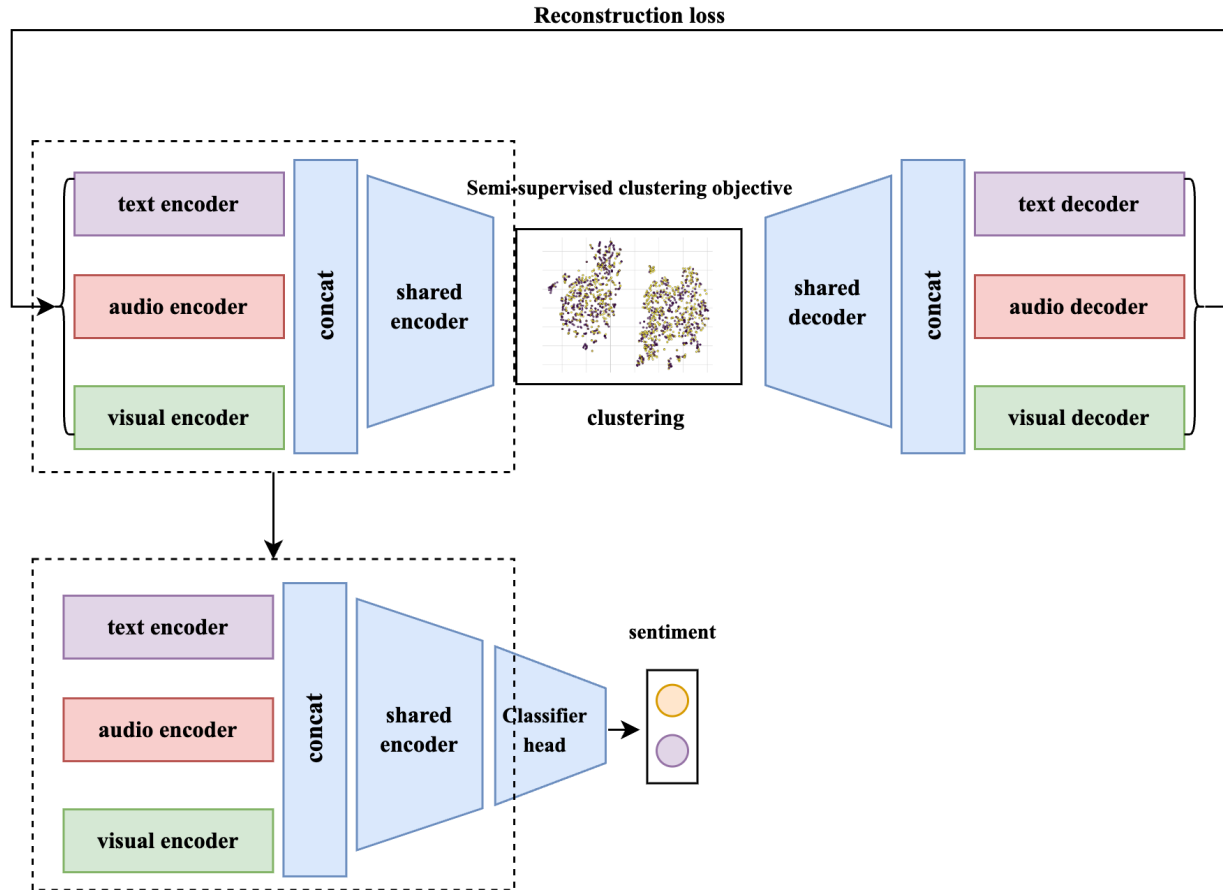 Reconstruction loss
text encoder
audio encoder
visual encoder
concat
shared
encoder
Semi-supervised clustering objective
clustering
shared
decoder
concat
text decoder
audio decoder
visual decoder
text encoder
audio encoder
visual encoder
concat
shared
encoder
Classifier
head
sentiment